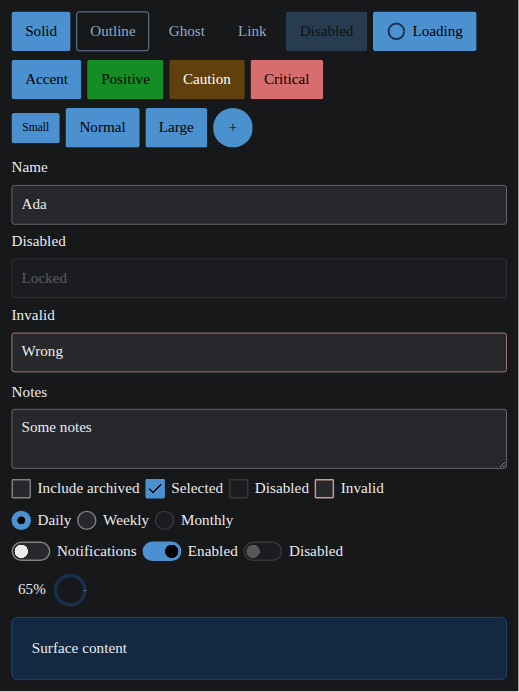 Solid Outline Ghost Link Disabled Loading
Accent Positive Caution Critical
Small Normal Large +
Name
Ada
Disabled
Locked
Invalid
Wrong
Notes
Some notes
Include archived Selected Disabled Invalid
Daily Weekly Monthly
Notifications Enabled Disabled
65%
Surface content